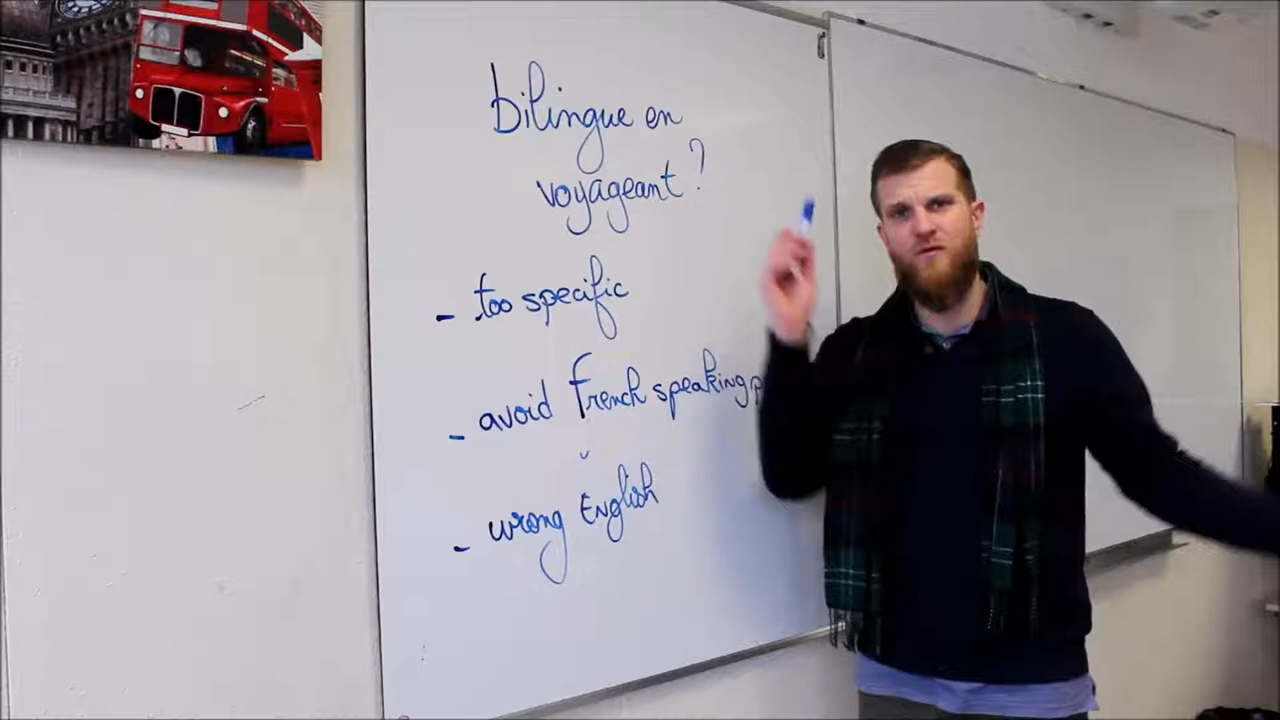 bilingue en
voyageant ?
- too specific
- avoid French speaking p
- wrong English